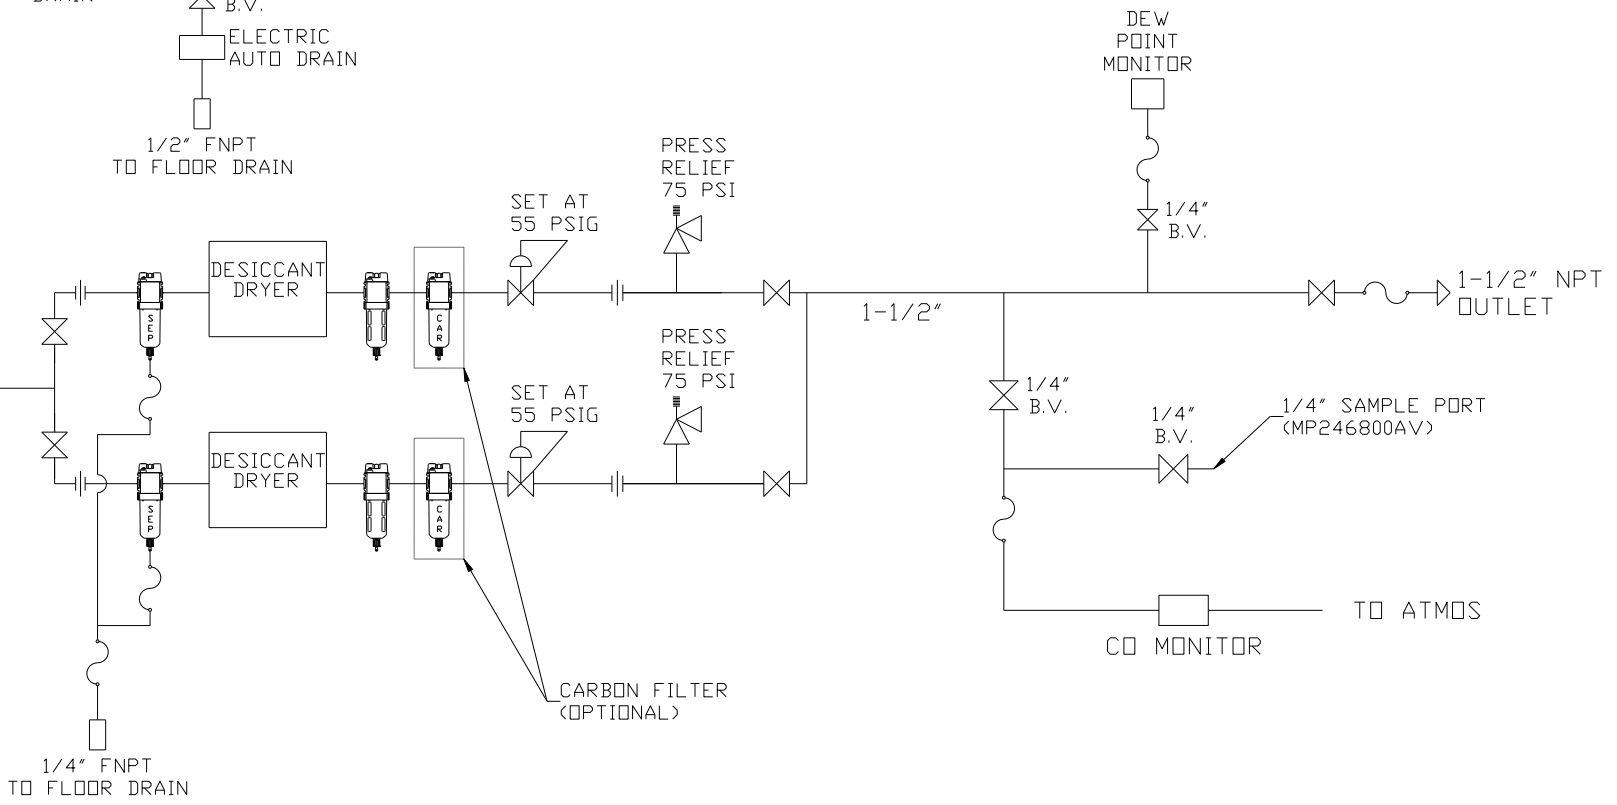 B.V.
ELECTRIC
AUTO DRAIN
1/2" FNPT
TO FLOOR DRAIN
DEW
POINT
MONITOR
1/4"
B.V.
PRESS
RELIEF
75 PSI
SET AT
55 PSIG
DESICCANT
DRYER
SEP
CAR
1-1/2"
1-1/2" NPT
OUTLET
PRESS
RELIEF
75 PSI
SET AT
55 PSIG
DESICCANT
DRYER
SEP
CAR
1/4"
B.V.
1/4"
B.V.
1/4" SAMPLE PORT
(MP246800AV)
TO ATMOS
CO MONITOR
CARBON FILTER
(OPTIONAL)
1/4" FNPT
TO FLOOR DRAIN